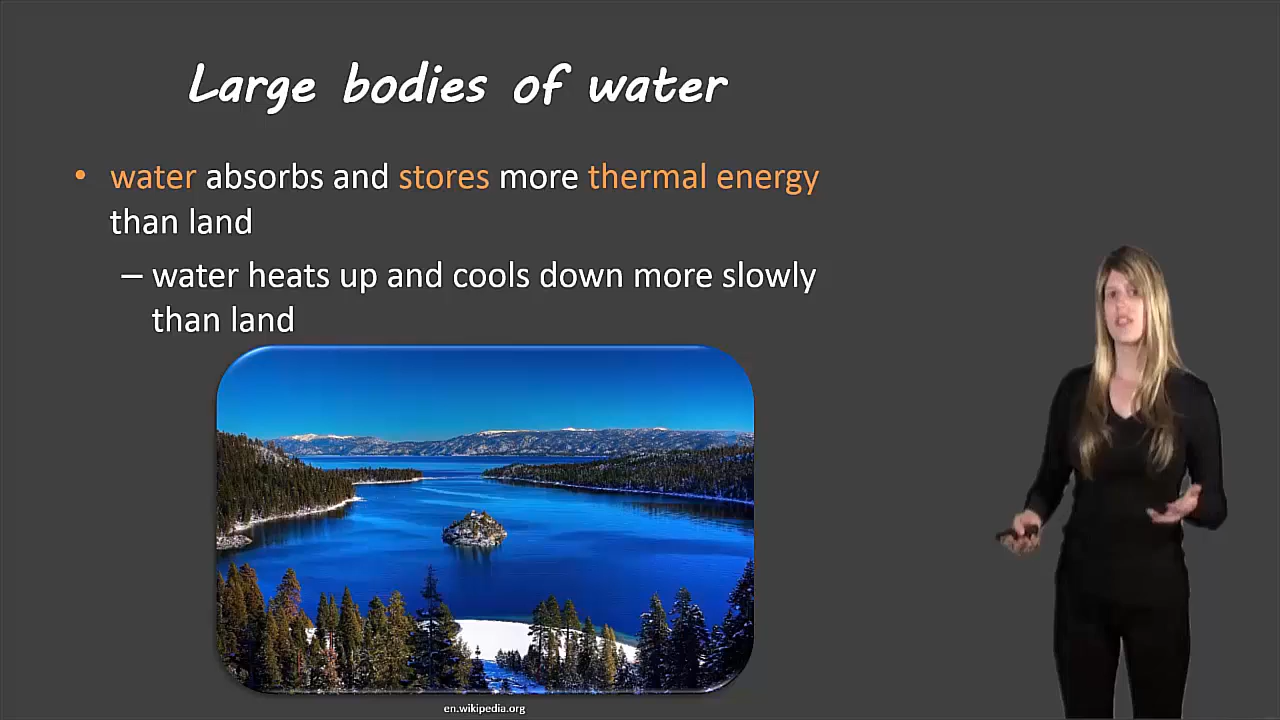 Large bodies of water
• water absorbs and stores more thermal energy
than land
– water heats up and cools down more slowly
than land
en.wikipedia.org